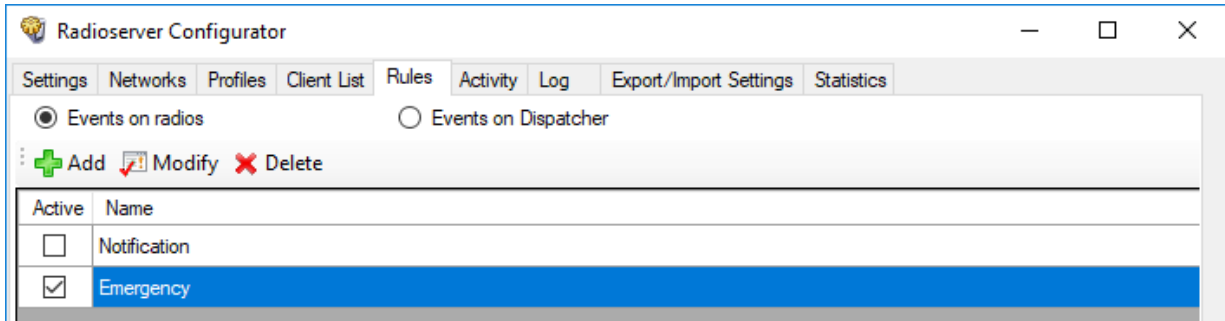 Radioserver Configurator
Settings Networks Profiles Client List Rules Activity Log Export/Import Settings Statistics
Events on radios Events on Dispatcher
Add Modify Delete
Active Name
Notification
Emergency